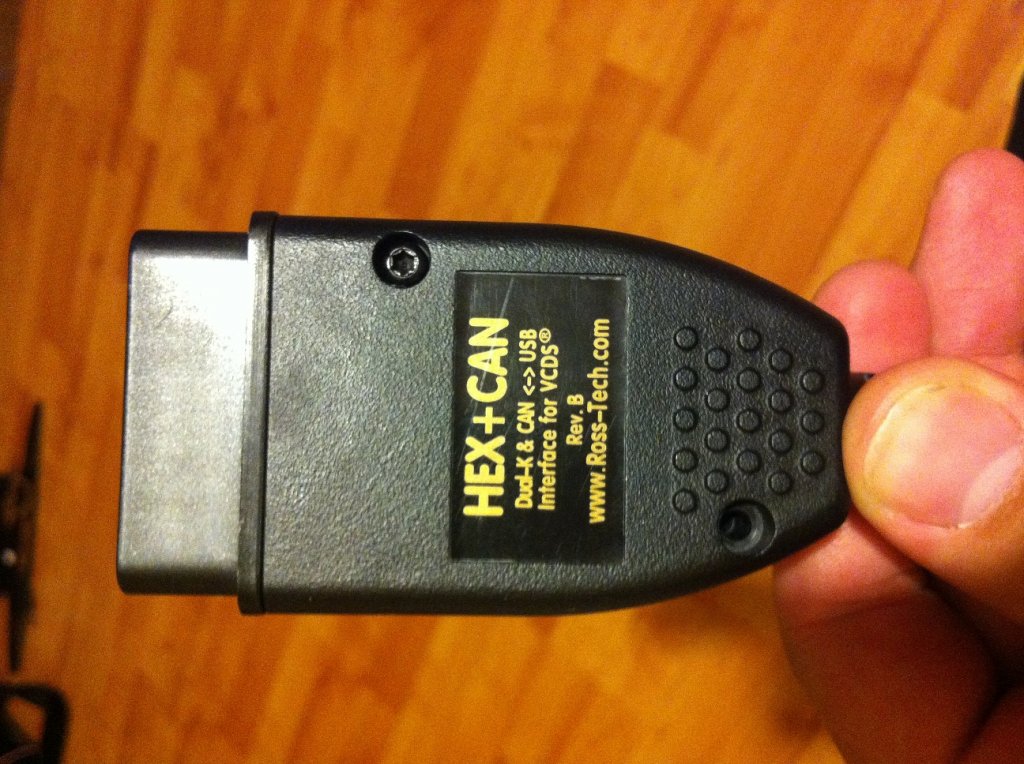 HEX+CAN
Dual-K & CAN <-> USB
Interface for VCDS®
Rev. B
www.Ross-Tech.com